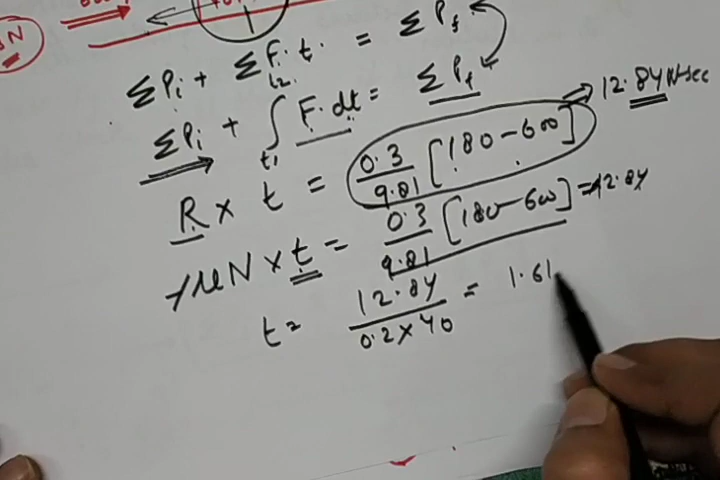 N
ΣPi + ΣF.t. = ΣPf
ΣPi + ∫t1t2 F.dt = ΣPf
R × t = 0.3/9.81 [180-600] → 12.84 N-sec
-μN × t = 0.3/9.81 [180-600] = -12.84
t = 12.84/0.2×40 = 1.61